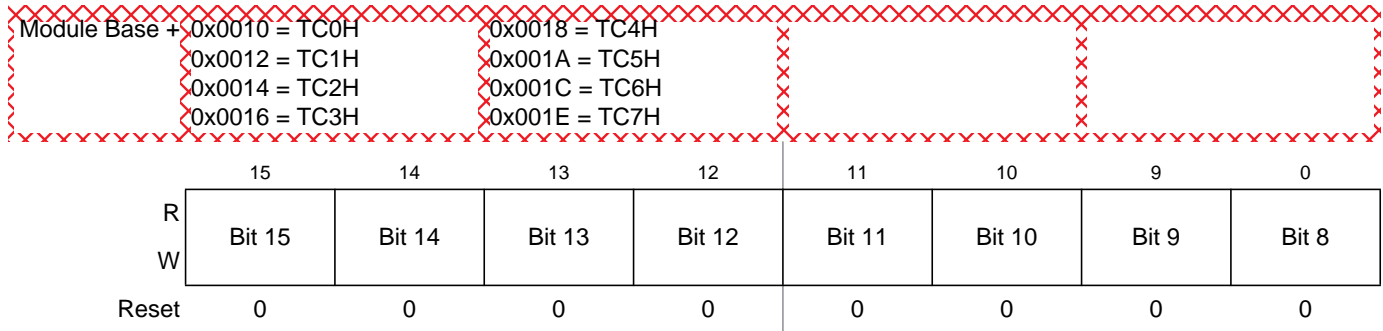 Module Base + 0x0010 = TC0H 0x0018 = TC4H
0x0012 = TC1H 0x001A = TC5H
0x0014 = TC2H 0x001C = TC6H
0x0016 = TC3H 0x001E = TC7H
15 14 13 12 11 10 9 0
R
Bit 15 Bit 14 Bit 13 Bit 12 Bit 11 Bit 10 Bit 9 Bit 8
W
Reset 0 0 0 0 0 0 0 0